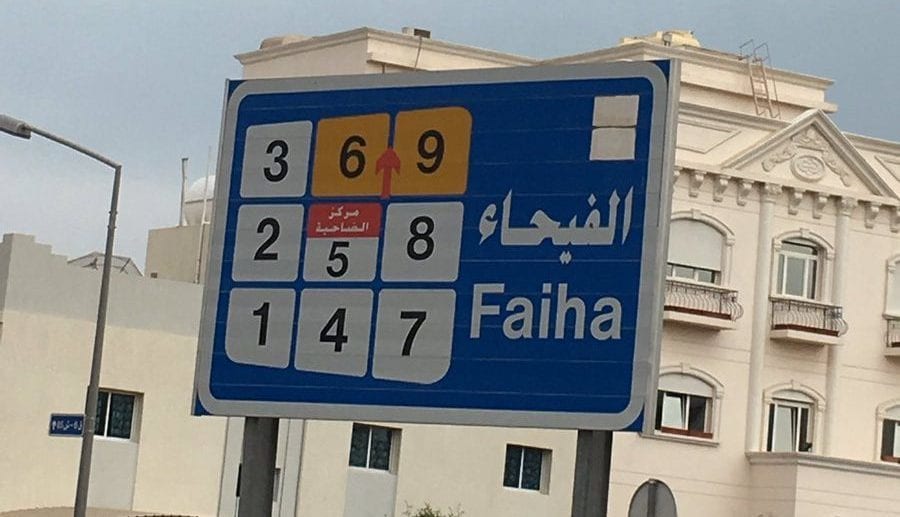 3 6 9
مركز
الضاحية
2 5 8
1 4 7
الفيحاء
Faiha